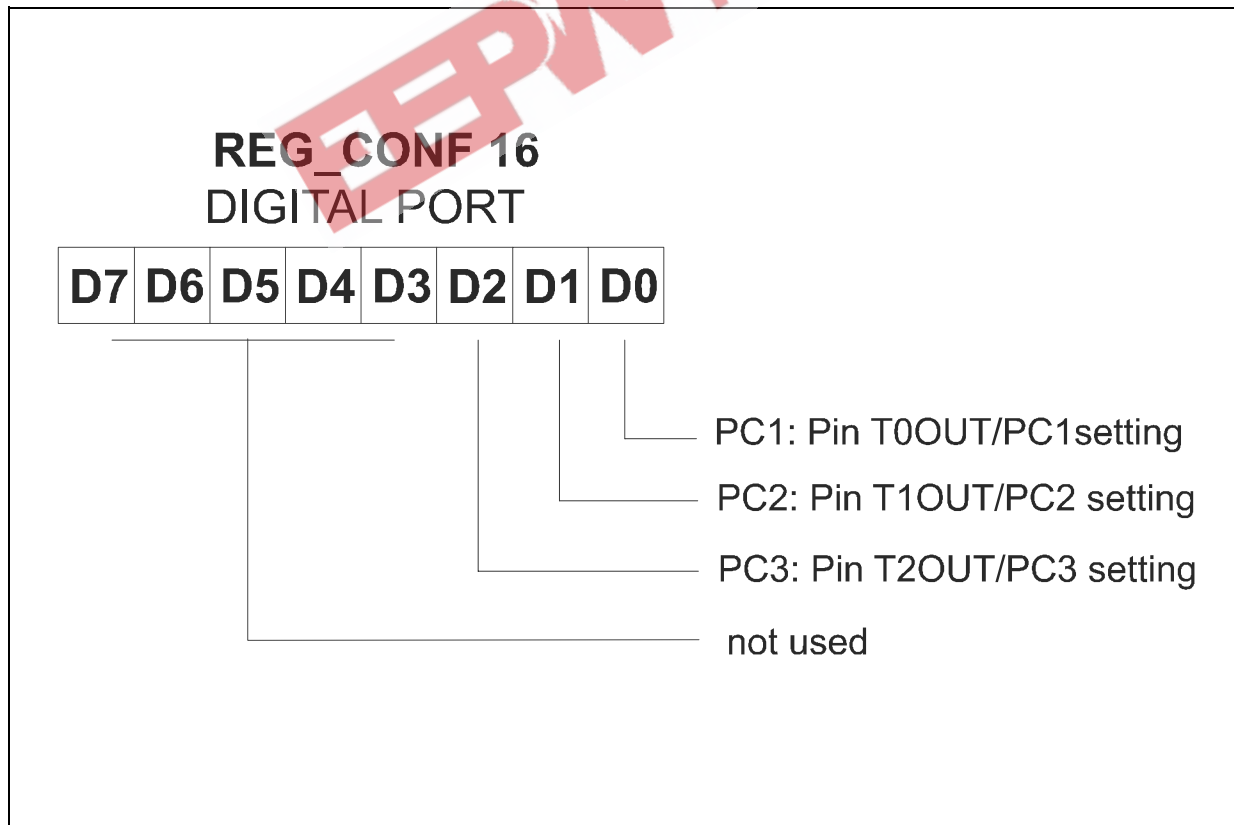 REG_CONF 16
DIGITAL PORT
D7 D6 D5 D4 D3 D2 D1 D0
PC1: Pin T0OUT/PC1setting
PC2: Pin T1OUT/PC2 setting
PC3: Pin T2OUT/PC3 setting
not used
EEPW